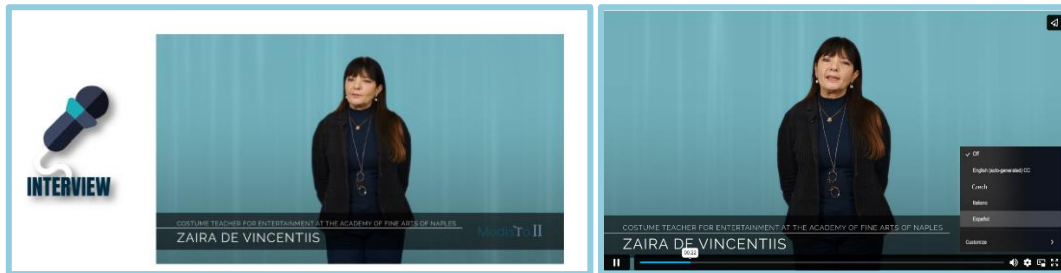 INTERVIEW
COSTUME TEACHER FOR ENTERTAINMENT AT THE ACADEMY OF FINE ARTS OF NAPLES
ZAIRA DE VINCENTIIS
COSTUME TEACHER FOR ENTERTAINMENT AT THE ACADEMY OF FINE ARTS OF NAPLES
ZAIRA DE VINCENTIIS
Off
English (auto-generated) CC
Czech
Italiano
Español
Customize